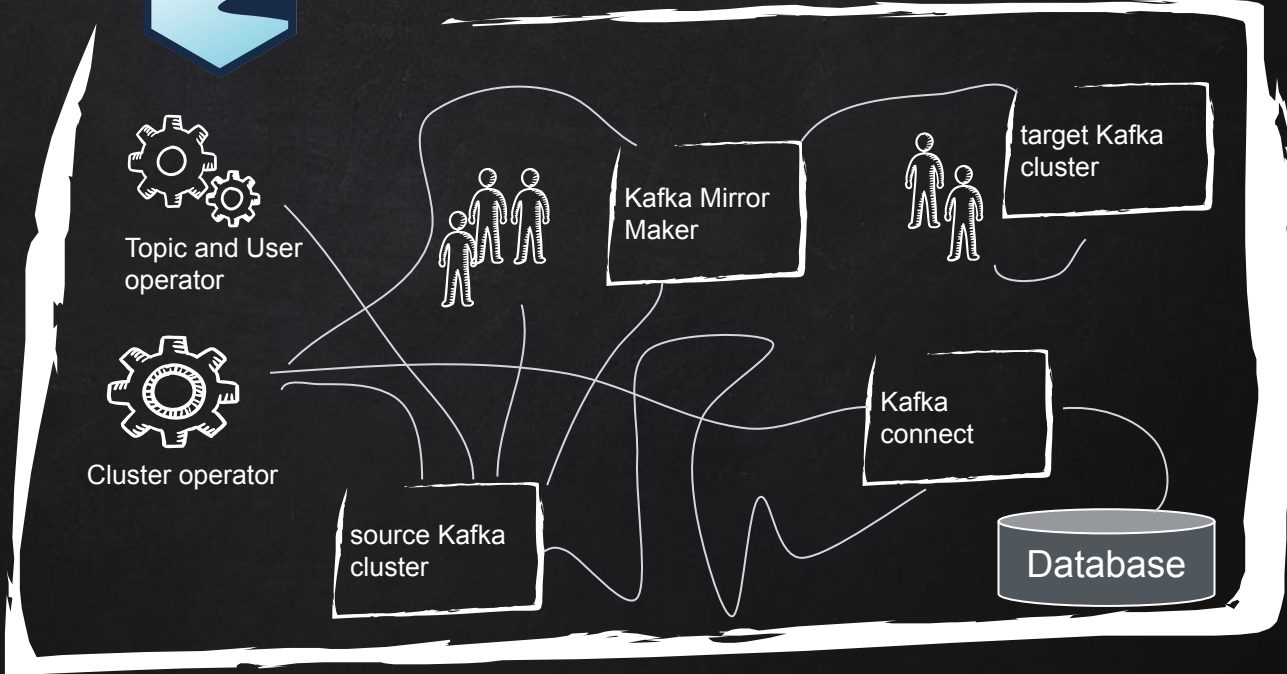 Topic and User
operator
Cluster operator
Kafka Mirror
Maker
target Kafka
cluster
source Kafka
cluster
Kafka
connect
Database